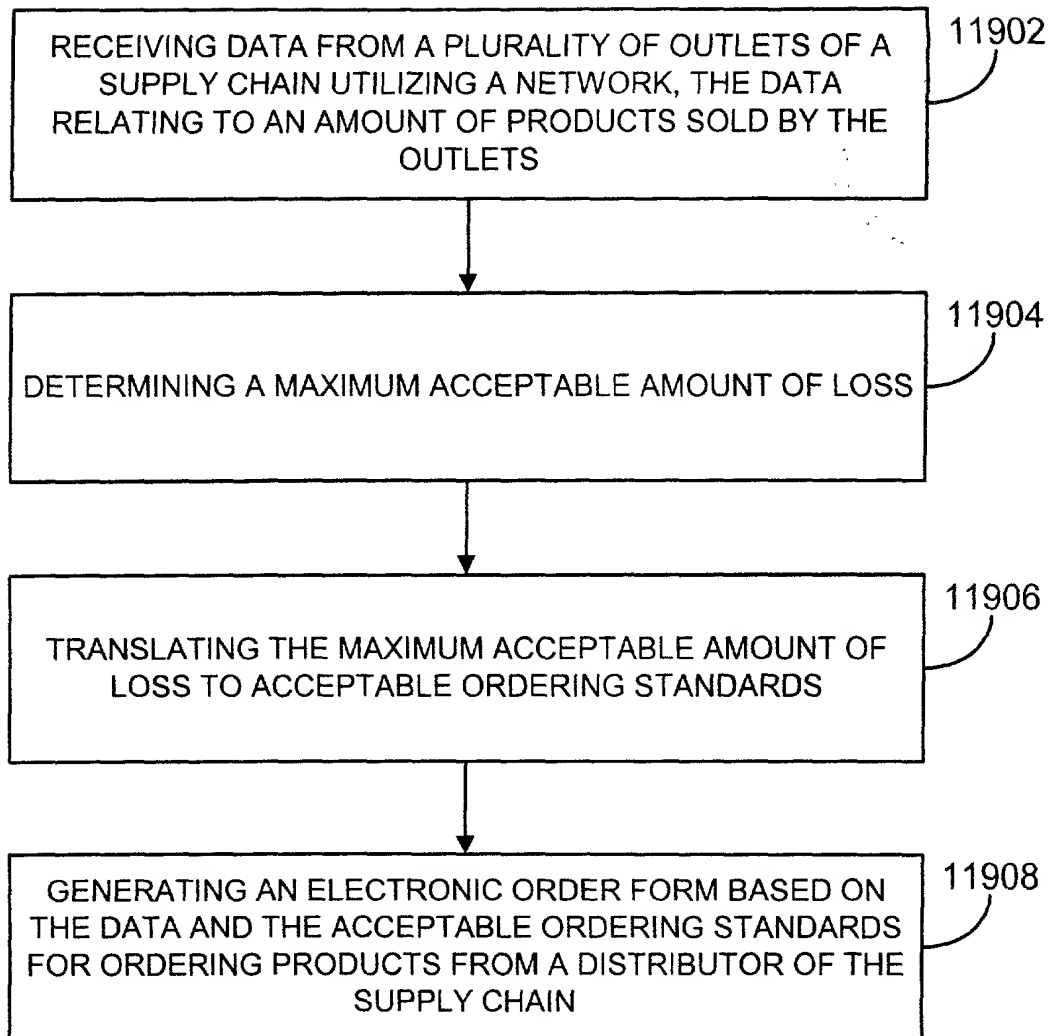 RECEIVING DATA FROM A PLURALITY OF OUTLETS OF A
SUPPLY CHAIN UTILIZING A NETWORK, THE DATA
RELATING TO AN AMOUNT OF PRODUCTS SOLD BY THE
OUTLETS
11902
DETERMINING A MAXIMUM ACCEPTABLE AMOUNT OF LOSS
11904
TRANSLATING THE MAXIMUM ACCEPTABLE AMOUNT OF
LOSS TO ACCEPTABLE ORDERING STANDARDS
11906
GENERATING AN ELECTRONIC ORDER FORM BASED ON
THE DATA AND THE ACCEPTABLE ORDERING STANDARDS
FOR ORDERING PRODUCTS FROM A DISTRIBUTOR OF THE
SUPPLY CHAIN
11908